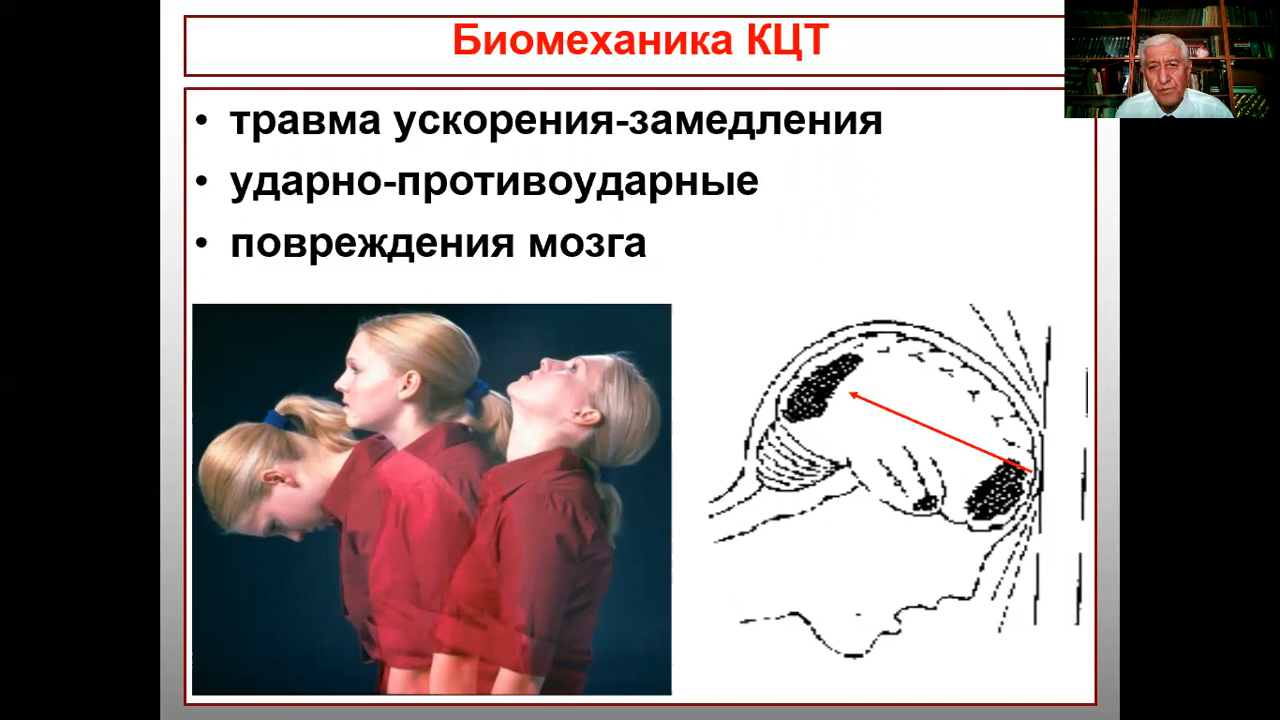 Биомеханика КЦТ
• травма ускорения-замедления
• ударно-противоударные
• повреждения мозга